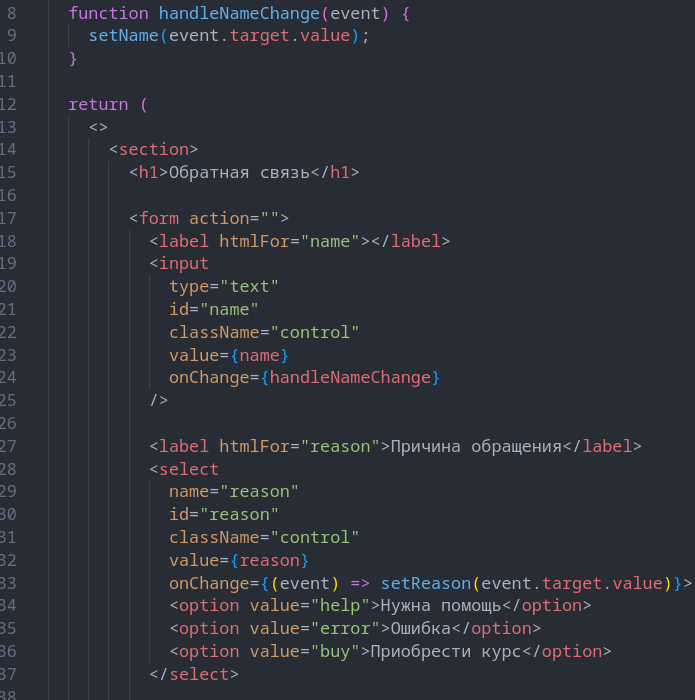 8 function handleNameChange(event) {
9 setName(event.target.value);
10 }
11
12 return (
13 <>
14 <section>
15 <h1>Обратная связь</h1>
16
17 <form action="">
18 <label htmlFor="name"></label>
19 <input
20 type="text"
21 id="name"
22 className="control"
23 value={name}
24 onChange={handleNameChange}
25 />
26
27 <label htmlFor="reason">Причина обращения</label>
28 <select
29 name="reason"
30 id="reason"
31 className="control"
32 value={reason}
33 onChange={(event) => setReason(event.target.value)}>
34 <option value="help">Нужна помощь</option>
35 <option value="error">Ошибка</option>
36 <option value="buy">Приобрести курс</option>
37 </select>
38